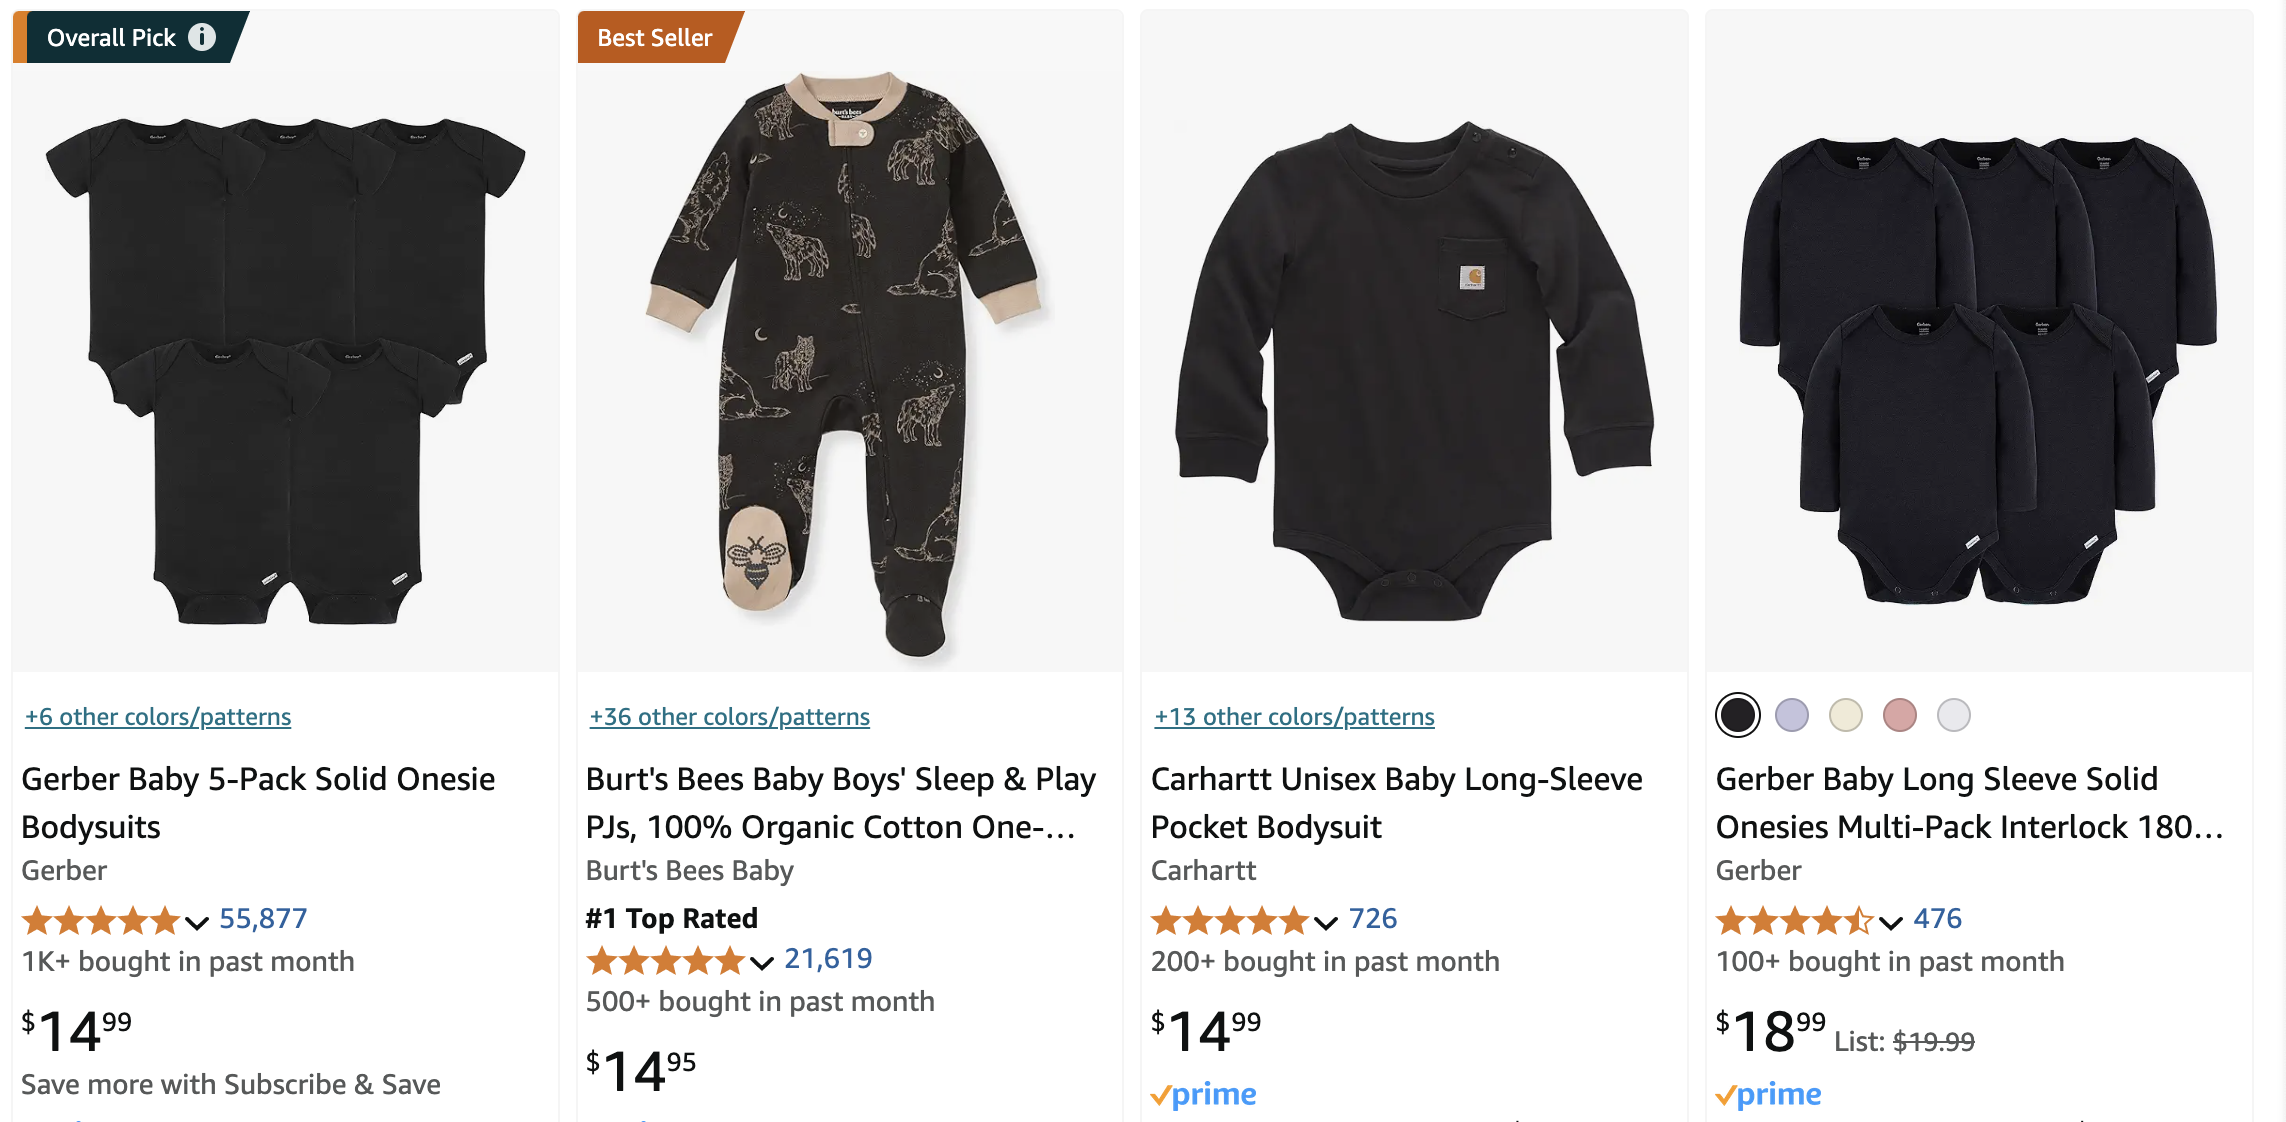 Overall Pick
+6 other colors/patterns
Gerber Baby 5-Pack Solid Onesie
Bodysuits
Gerber
55,877
1K+ bought in past month
$14.99
Save more with Subscribe & Save
Best Seller
burt's bees
BABY
+36 other colors/patterns
Burt's Bees Baby Boys' Sleep & Play
PJs, 100% Organic Cotton One-...
Burt's Bees Baby
#1 Top Rated
21,619
500+ bought in past month
$14.95
carhartt
+13 other colors/patterns
Carhartt Unisex Baby Long-Sleeve
Pocket Bodysuit
Carhartt
726
200+ bought in past month
$14.99
prime
Gerber Baby Long Sleeve Solid
Onesies Multi-Pack Interlock 180...
Gerber
476
100+ bought in past month
$18.99 List: $19.99
prime